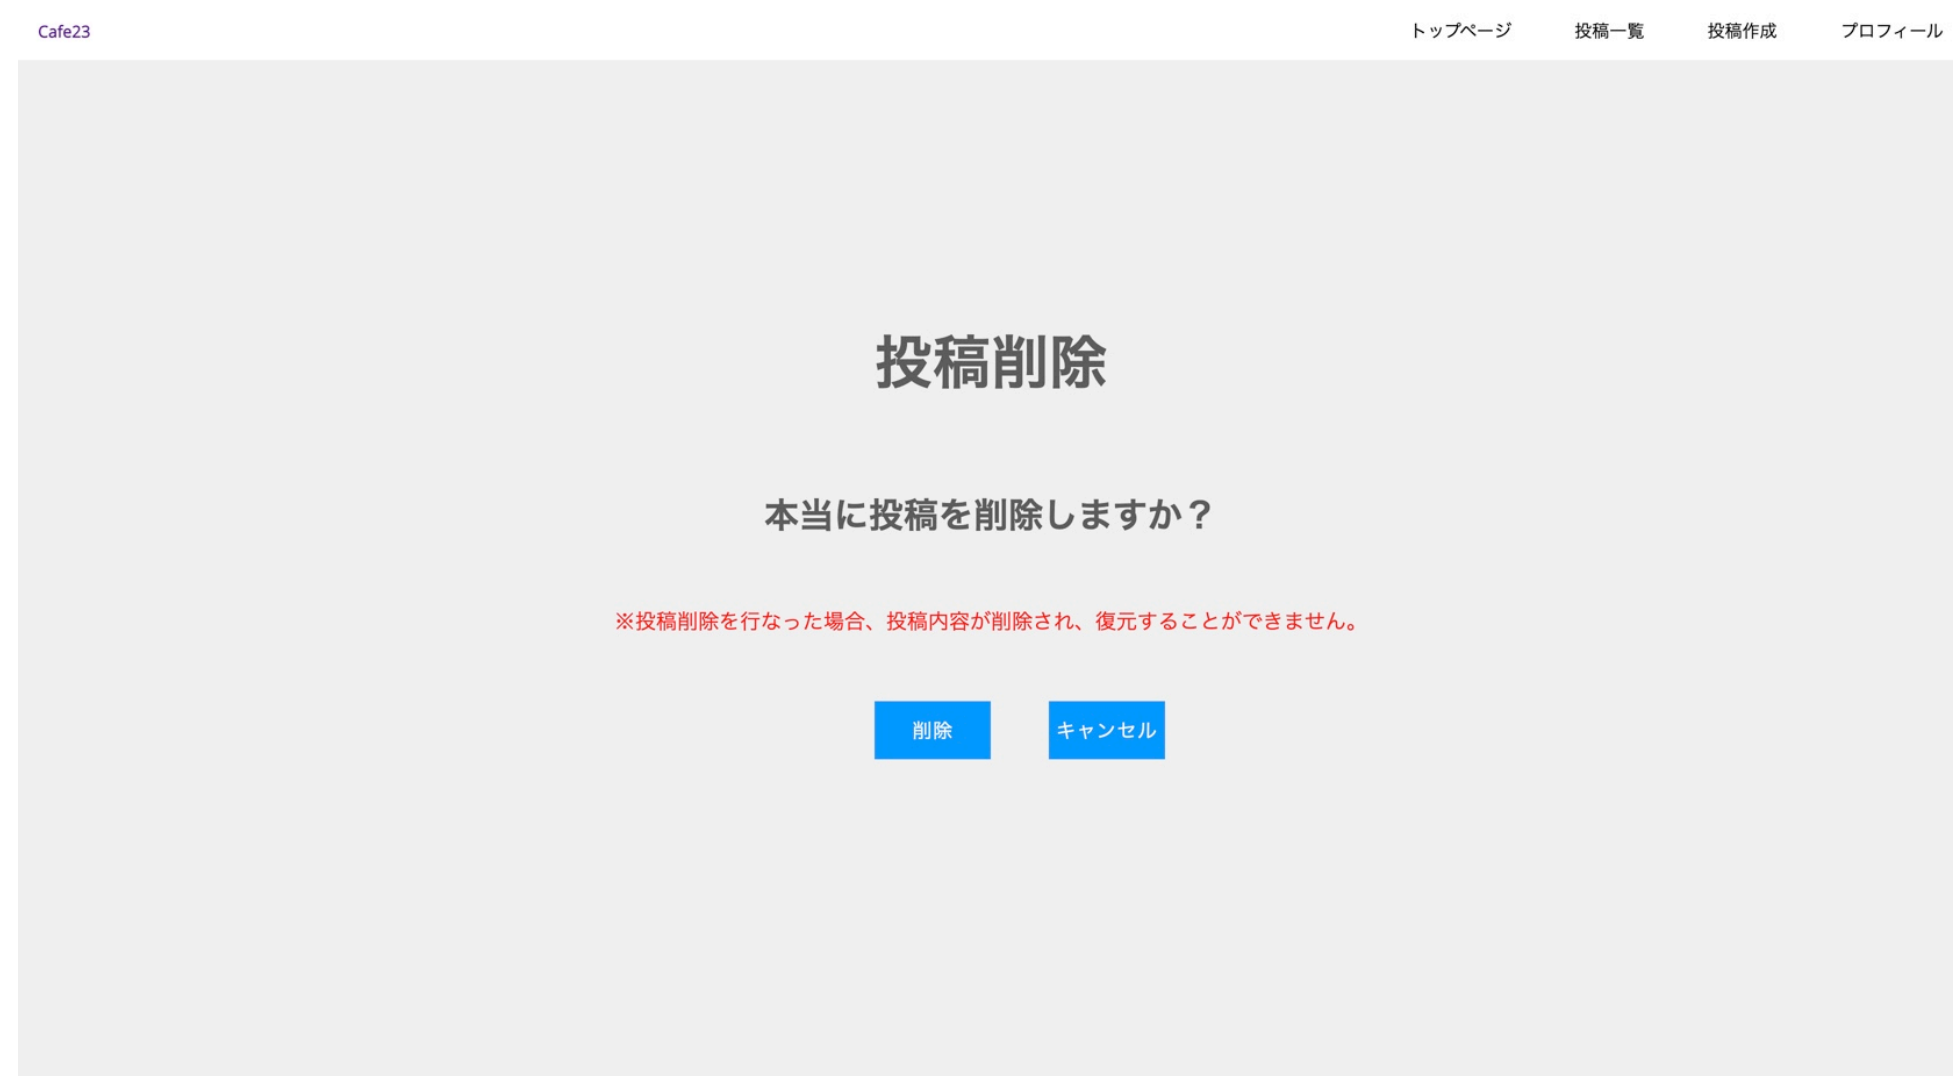 Cafe23
トップページ 投稿一覧 投稿作成 プロフィール
投稿削除
本当に投稿を削除しますか？
※投稿削除を行なった場合、投稿内容が削除され、復元することができません。
削除 キャンセル